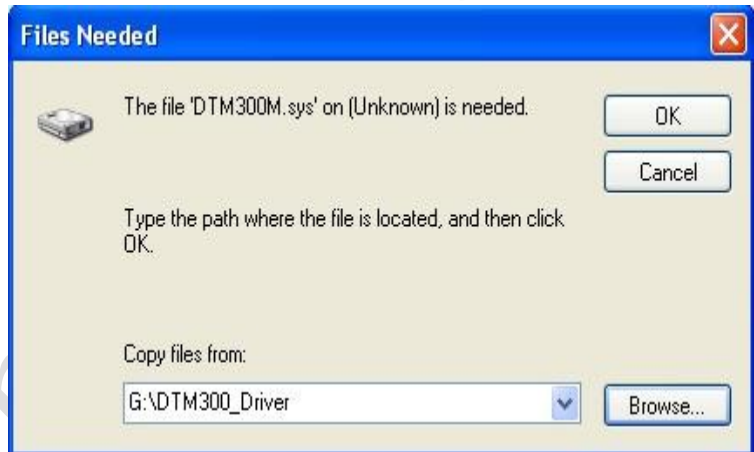 Files Needed
The file 'DTM300M.sys' on (Unknown) is needed.
OK
Cancel
Type the path where the file is located, and then click
OK.
Copy files from:
G:\DTM300_Driver
Browse...